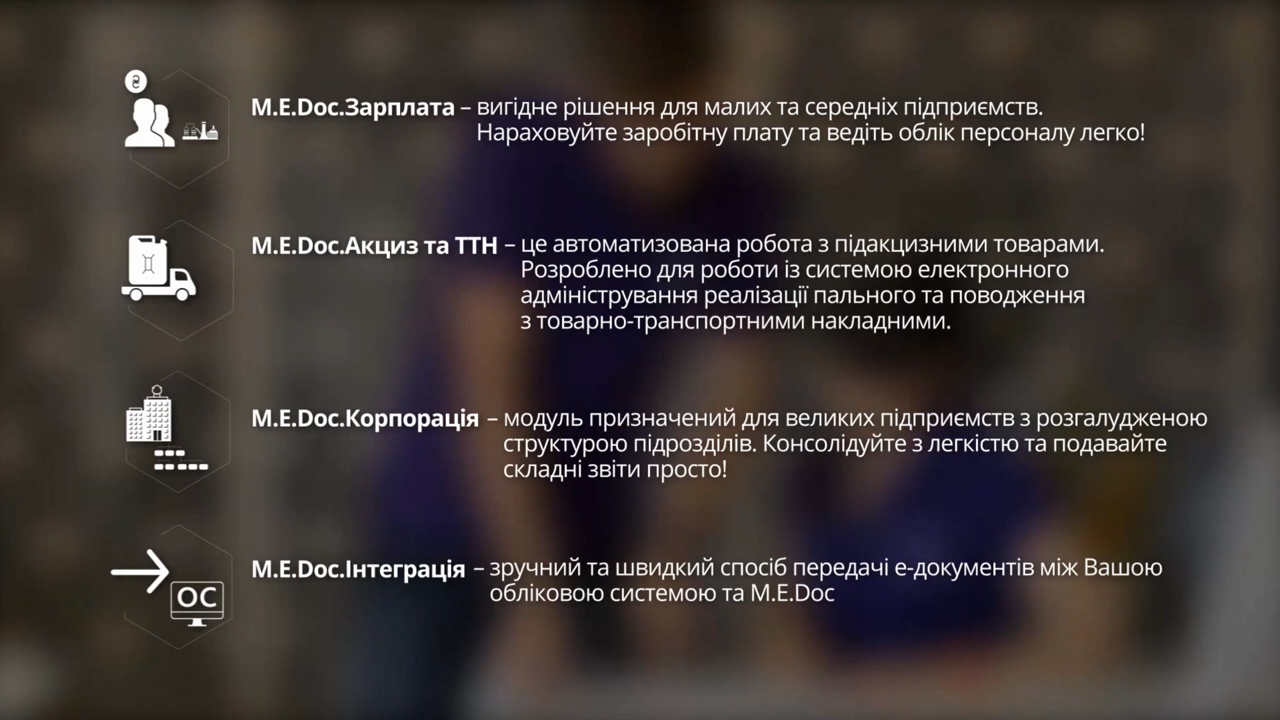 ₴
М.E.Doc.Зарплата – вигідне рішення для малих та середніх підприємств.
Нараховуйте заробітну плату та ведіть облік персоналу легко!
М.E.Doc.Акциз та ТТН – це автоматизована робота з підакцизними товарами.
Розроблено для роботи із системою електронного
адміністрування реалізації пального та поводження
з товарно-транспортними накладними.
М.E.Doc.Корпорація – модуль призначений для великих підприємств з розгалудженою
структурою підрозділів. Консолідуйте з легкістю та подавайте
складні звіти просто!
М.E.Doc.Інтеграція – зручний та швидкий спосіб передачі е-документів між Вашою
обліковою системою та M.E.Doc
ОС